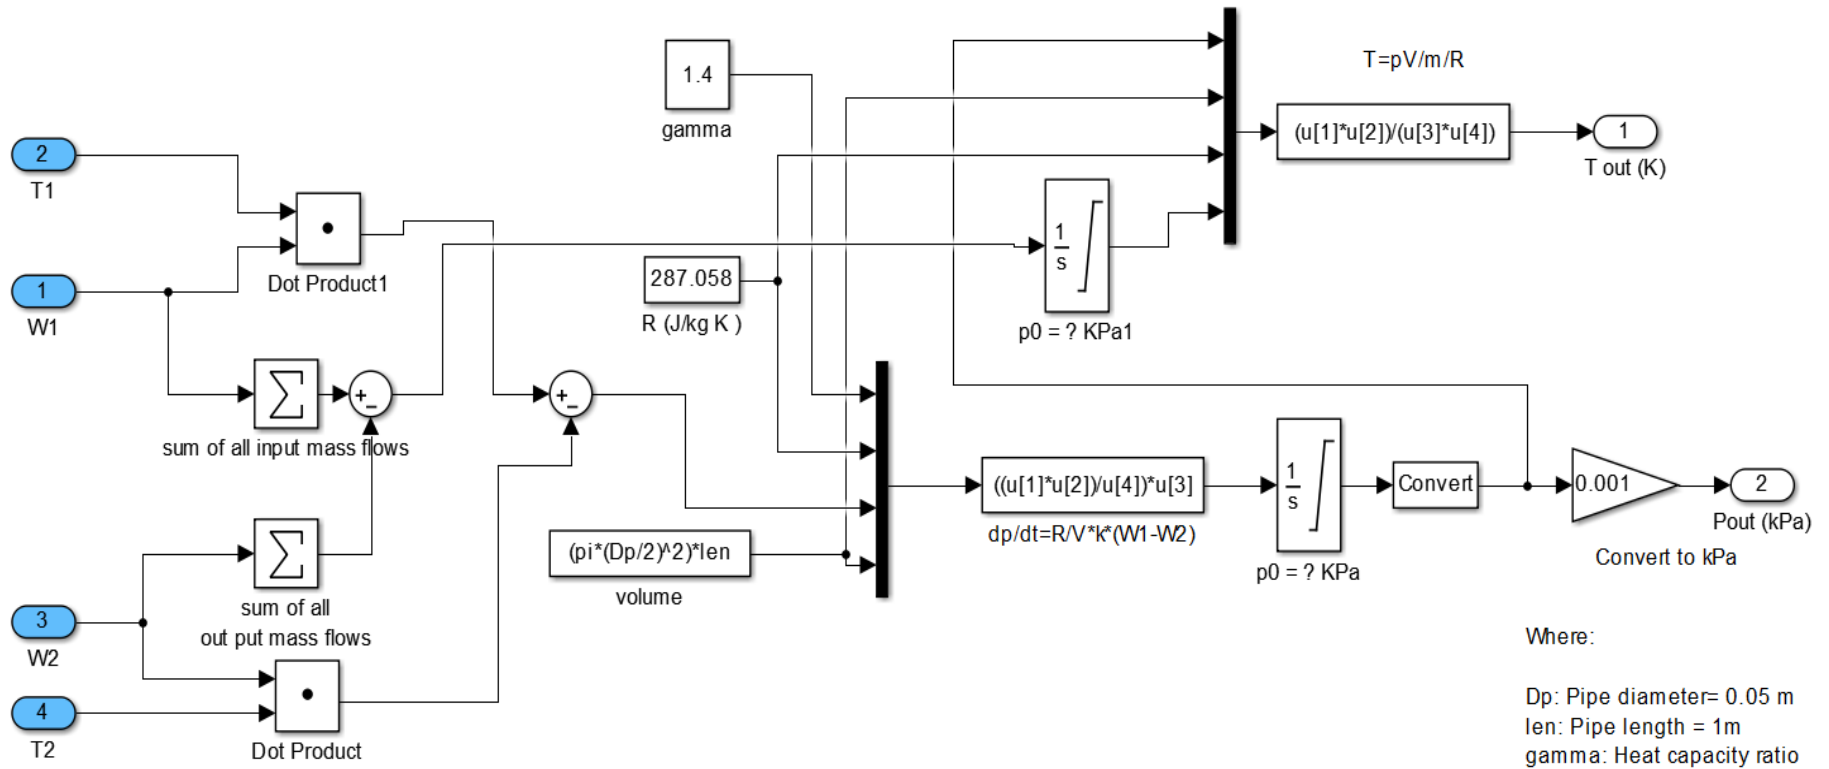 1.4
gamma
T=pV/m/R
(u[1]*u[2])/(u[3]*u[4])
1
T out (K)
2
T1
Dot Product1
1
W1
287.058
R (J/kg K )
1
s
p0 = ? KPa1
+
−
sum of all input mass flows
+
−
((u[1]*u[2])/u[4])*u[3]
dp/dt=R/V*k*(W1-W2)
1
s
p0 = ? KPa
Convert
0.001
Convert to kPa
2
Pout (kPa)
(pi*(Dp/2)^2)*len
volume
sum of all
out put mass flows
3
W2
4
T2
Dot Product
Where:
Dp: Pipe diameter= 0.05 m
len: Pipe length = 1m
gamma: Heat capacity ratio